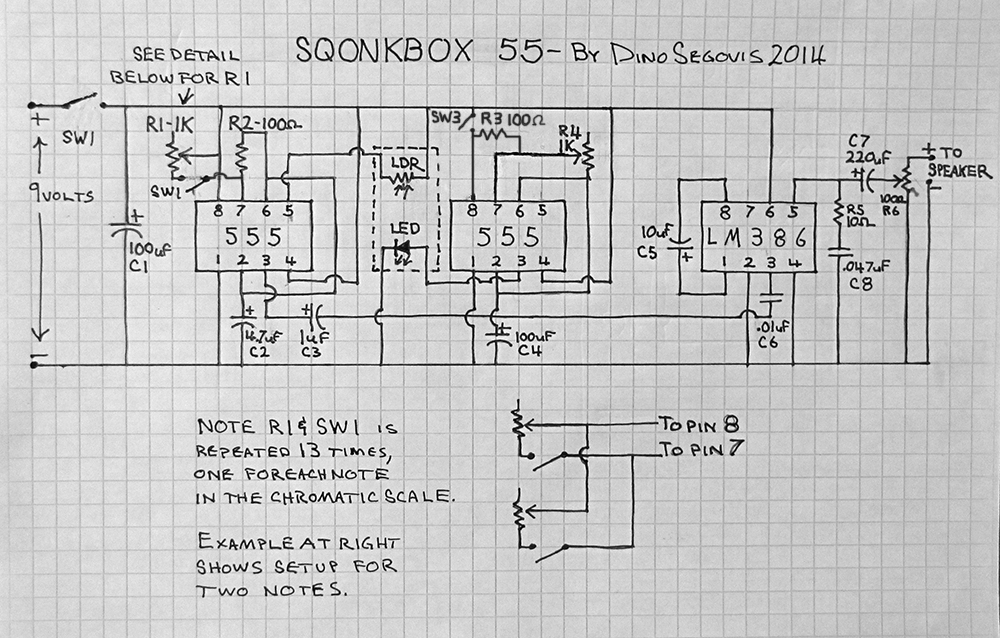 SQONKBOX 55- BY DINO SEGOVIS 2014
SEE DETAIL
BELOW FOR R1
+
SW1
9VOLTS
-
R1-1K
SW1
R2-100Ω
LDR
LED
SW3
R3 100Ω
R4
1K
C7
220uF
+
+ TO
SPEAKER
-
100Ω
R6
R5
10Ω
8 7 6 5
555
1 2 3 4
8 7 6 5
555
1 2 3 4
8 7 6 5
LM386
1 2 3 4
+
100uF
C1
10uF
C5
+
.047uF
C8
+
4.7uF
C2
+
1uF
C3
+
100uF
C4
.01uF
C6
NOTE R1 & SW1 IS
REPEATED 13 TIMES,
ONE FOREACH NOTE
IN THE CHROMATIC SCALE.
EXAMPLE AT RIGHT
SHOWS SETUP FOR
TWO NOTES.
TO PIN 8
TO PIN 7